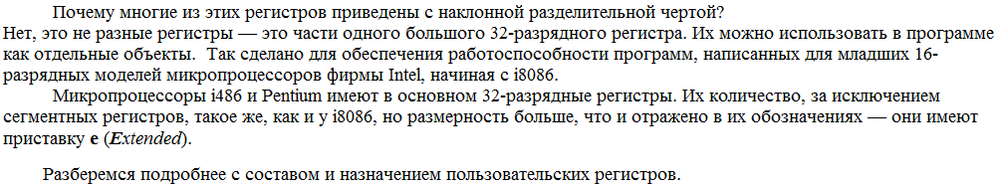 Почему многие из этих регистров приведены с наклонной разделительной чертой?
Нет, это не разные регистры — это части одного большого 32-разрядного регистра. Их можно использовать в программе
как отдельные объекты.  Так сделано для обеспечения работоспособности программ, написанных для младших 16-
разрядных моделей микропроцессоров фирмы Intel, начиная с i8086.
Микропроцессоры i486 и Pentium имеют в основном 32-разрядные регистры. Их количество, за исключением
сегментных регистров, такое же, как и у i8086, но размерность больше, что и отражено в их обозначениях — они имеют
приставку e (Extended).
Разберемся подробнее с составом и назначением пользовательских регистров.